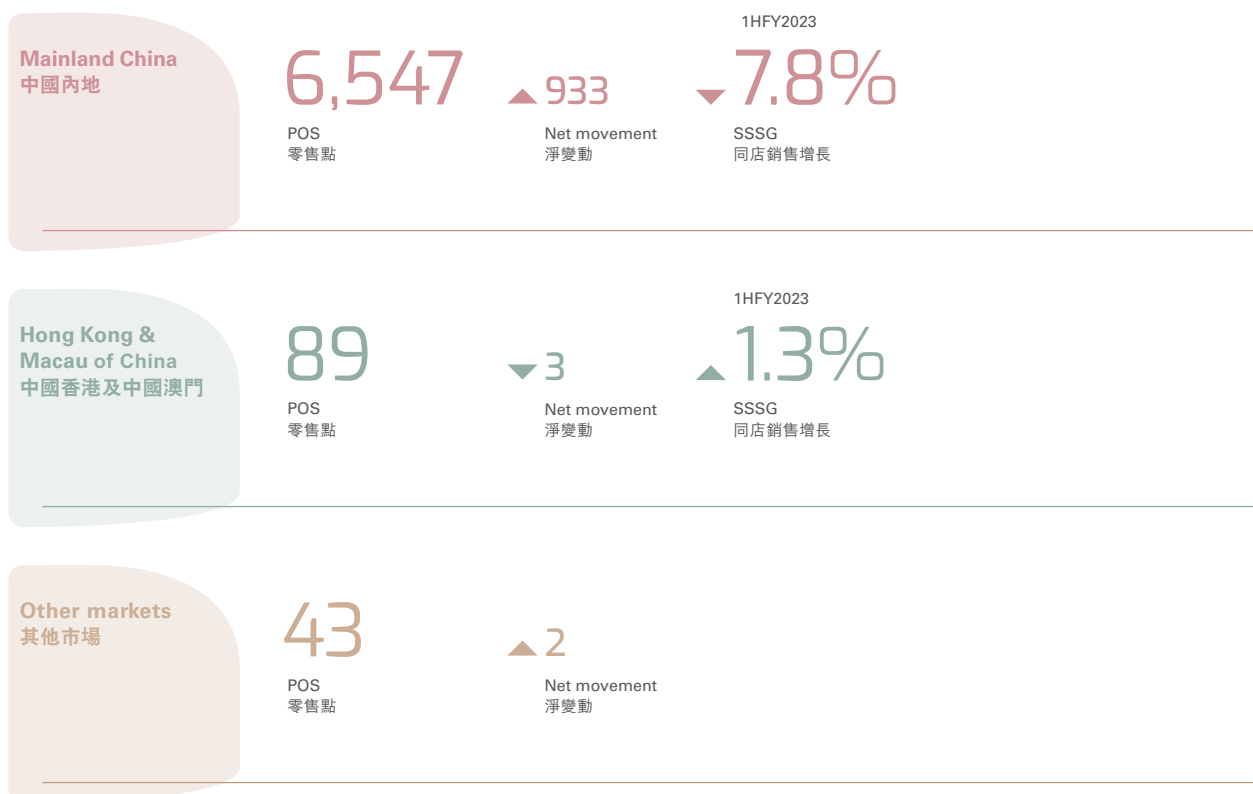 Mainland China
中國內地
6,547
POS
零售點
▲ 933
Net movement
淨變動
1HFY2023
▼ 7.8%
SSSG
同店銷售增長
Hong Kong &
Macau of China
中國香港及中國澳門
89
POS
零售點
▼ 3
Net movement
淨變動
1HFY2023
▲ 1.3%
SSSG
同店銷售增長
Other markets
其他市場
43
POS
零售點
▲ 2
Net movement
淨變動